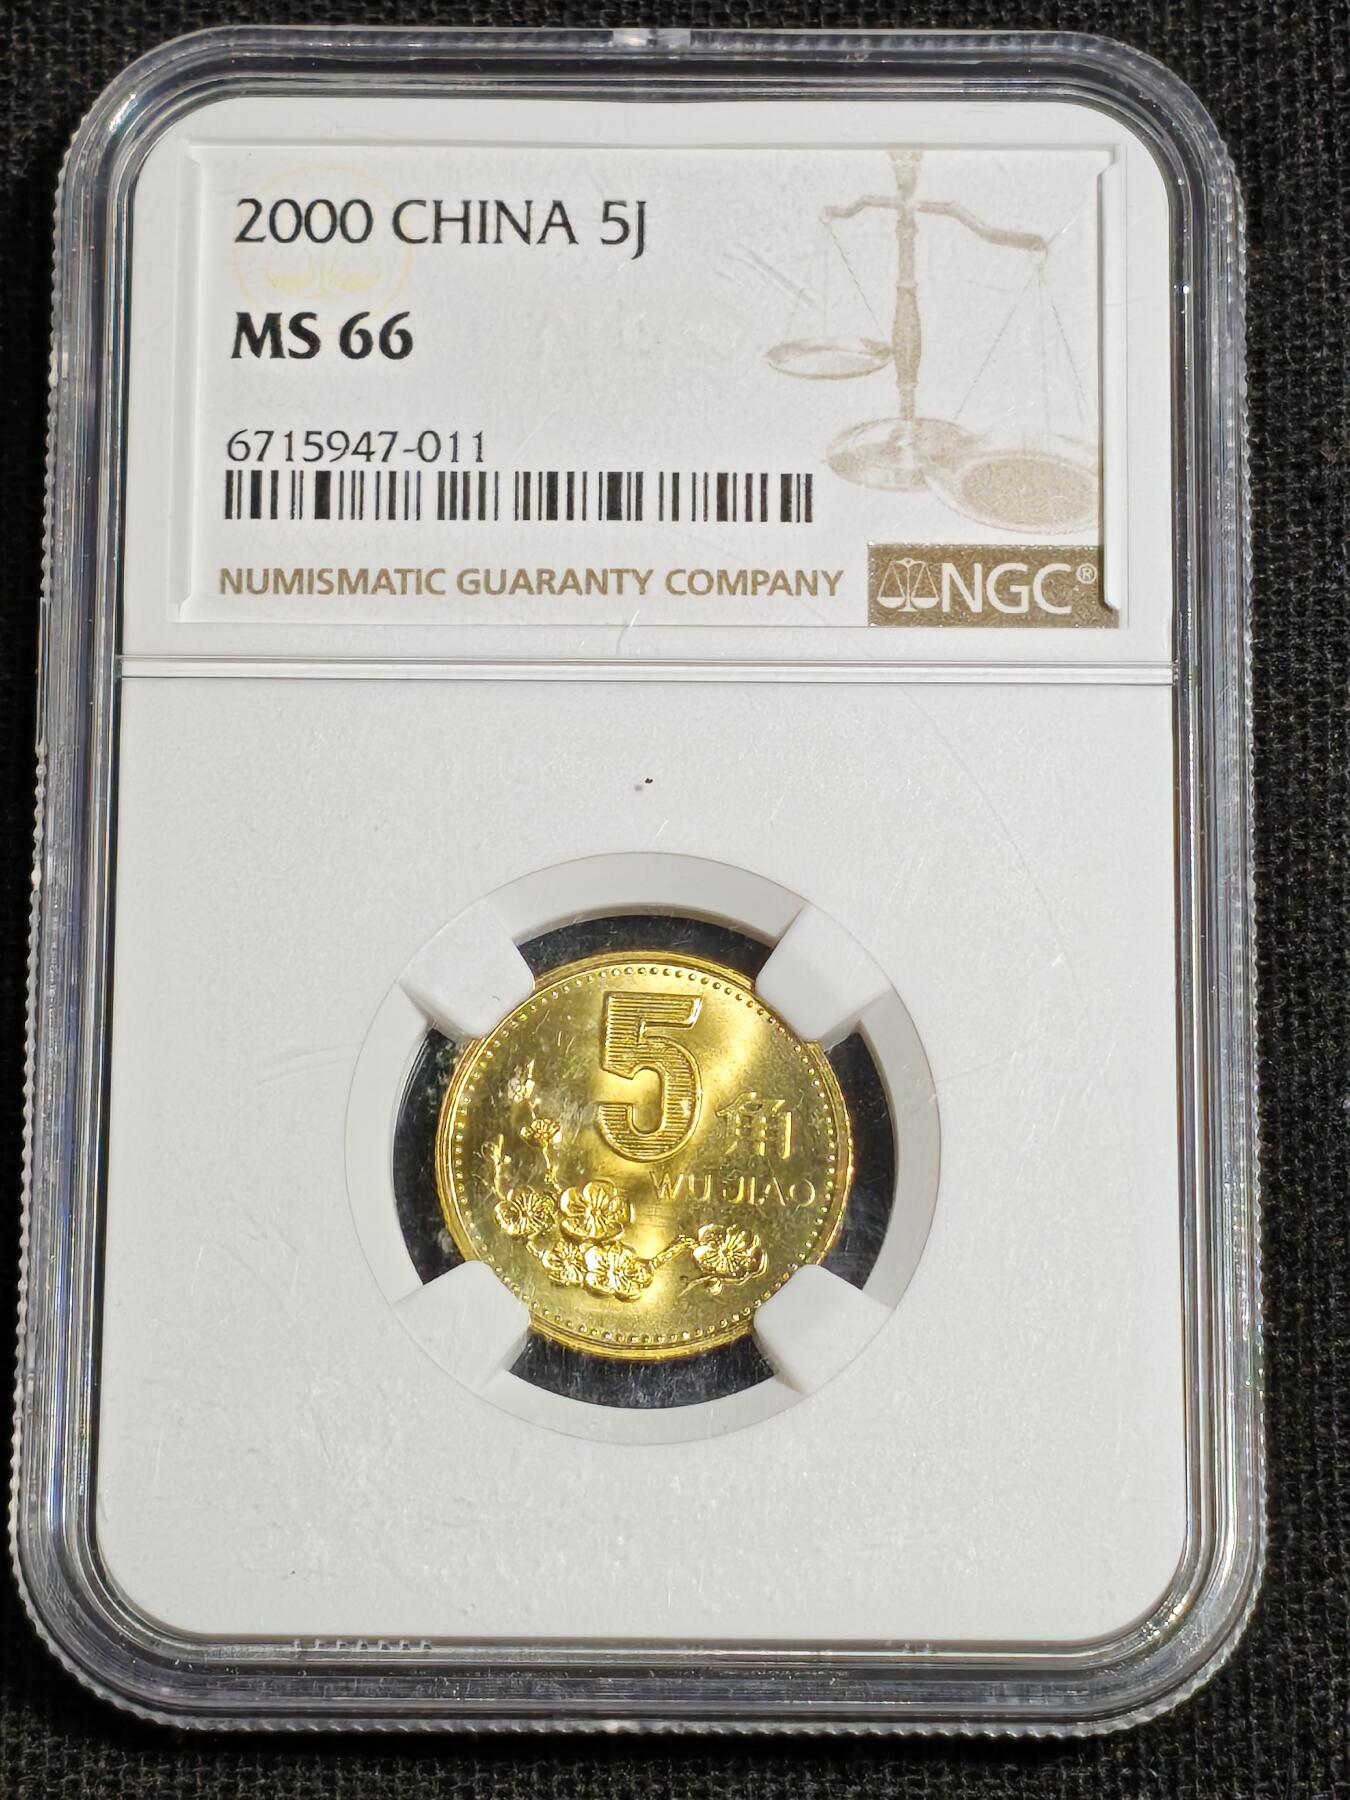 2000 CHINA 5J
MS 66
6715947-011
NUMISMATIC GUARANTY COMPANY
NGC®
5 角
WU JIAO